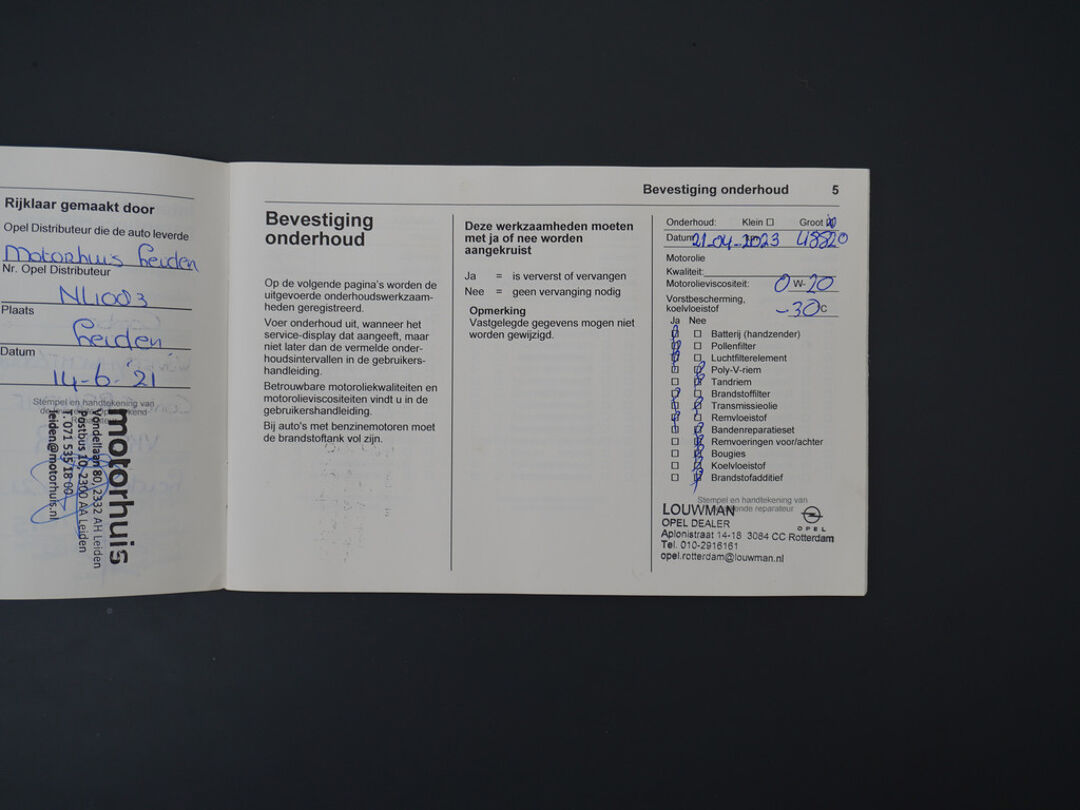 Rijklaar gemaakt door
Opel Distributeur die de auto leverde
Motorhuis Leiden
Nr. Opel Distributeur
NL1003
Plaats
Leiden
Datum
14-6-'21
Stempel en handtekening van
motorhuis
Vondellaan 80, 2332 AH Leiden
Postbus 10, 2300 AA Leiden
T. 071 535 18 00
leiden@motorhuis.nl
Bevestiging onderhoud 5
Bevestiging
onderhoud
Op de volgende pagina's worden de
uitgevoerde onderhoudswerkzaam-
heden geregistreerd.
Voer onderhoud uit, wanneer het
service-display dat aangeeft, maar
niet later dan de vermelde onder-
houdsintervallen in de gebruikers-
handleiding.
Betrouwbare motoroliekwaliteiten en
motorolieviscositeiten vindt u in de
gebruikershandleiding.
Bij auto's met benzinemotoren moet
de brandstoftank vol zijn.
Deze werkzaamheden moeten
met ja of nee worden
aangekruist
Ja = is ververst of vervangen
Nee = geen vervanging nodig
Opmerking
Vastgelegde gegevens mogen niet
worden gewijzigd.
Onderhoud: Klein Groot
Datum 21-04-2023 48820
Motorolie
Kwaliteit:
Motorolieviscositeit: 0 W- 20
Vorstbescherming,
koelvloeistof -30°C
Ja Nee
Batterij (handzender)
Pollenfilter
Luchtfilterelement
Poly-V-riem
Tandriem
Brandstoffilter
Transmissieolie
Remvloeistof
Bandenreparatieset
Remvoeringen voor/achter
Bougies
Koelvloeistof
Brandstofadditief
Stempel en handtekening van
reparateur
LOUWMAN
OPEL DEALER
OPEL
Aplonistraat 14-18 3084 CC Rotterdam
Tel. 010-2916161
opel.rotterdam@louwman.nl